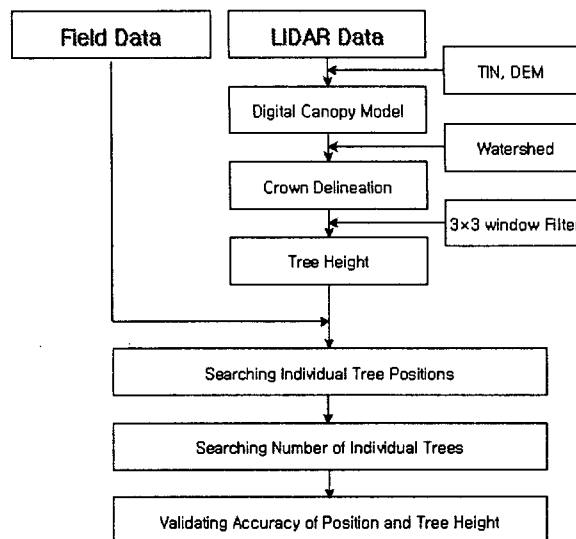 Field Data
LIDAR Data
TIN, DEM
Digital Canopy Model
Watershed
Crown Delineation
3×3 window Filter
Tree Height
Searching Individual Tree Positions
Searching Number of Individual Trees
Validating Accuracy of Position and Tree Height